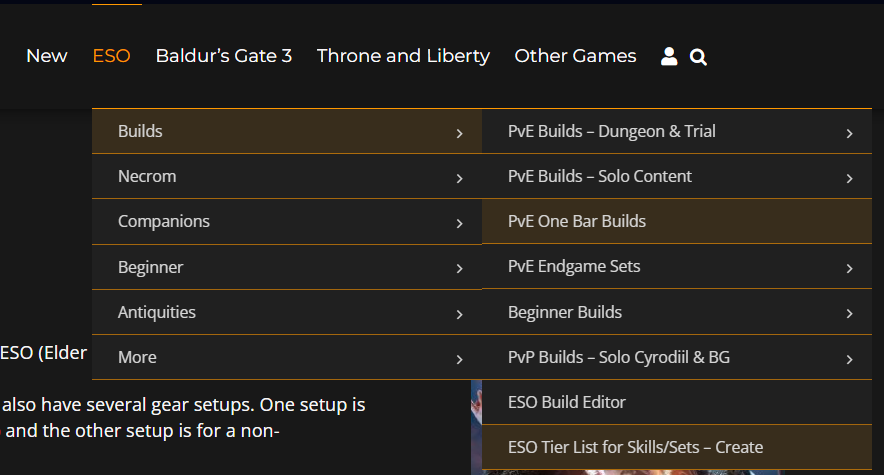 New ESO Baldur's Gate 3 Throne and Liberty Other Games
Builds
Necrom
Companions
Beginner
Antiquities
More
PvE Builds – Dungeon & Trial
PvE Builds – Solo Content
PvE One Bar Builds
PvE Endgame Sets
Beginner Builds
PvP Builds – Solo Cyrodiil & BG
ESO Build Editor
ESO Tier List for Skills/Sets – Create
ESO (Elder
also have several gear setups. One setup is
and the other setup is for a non-